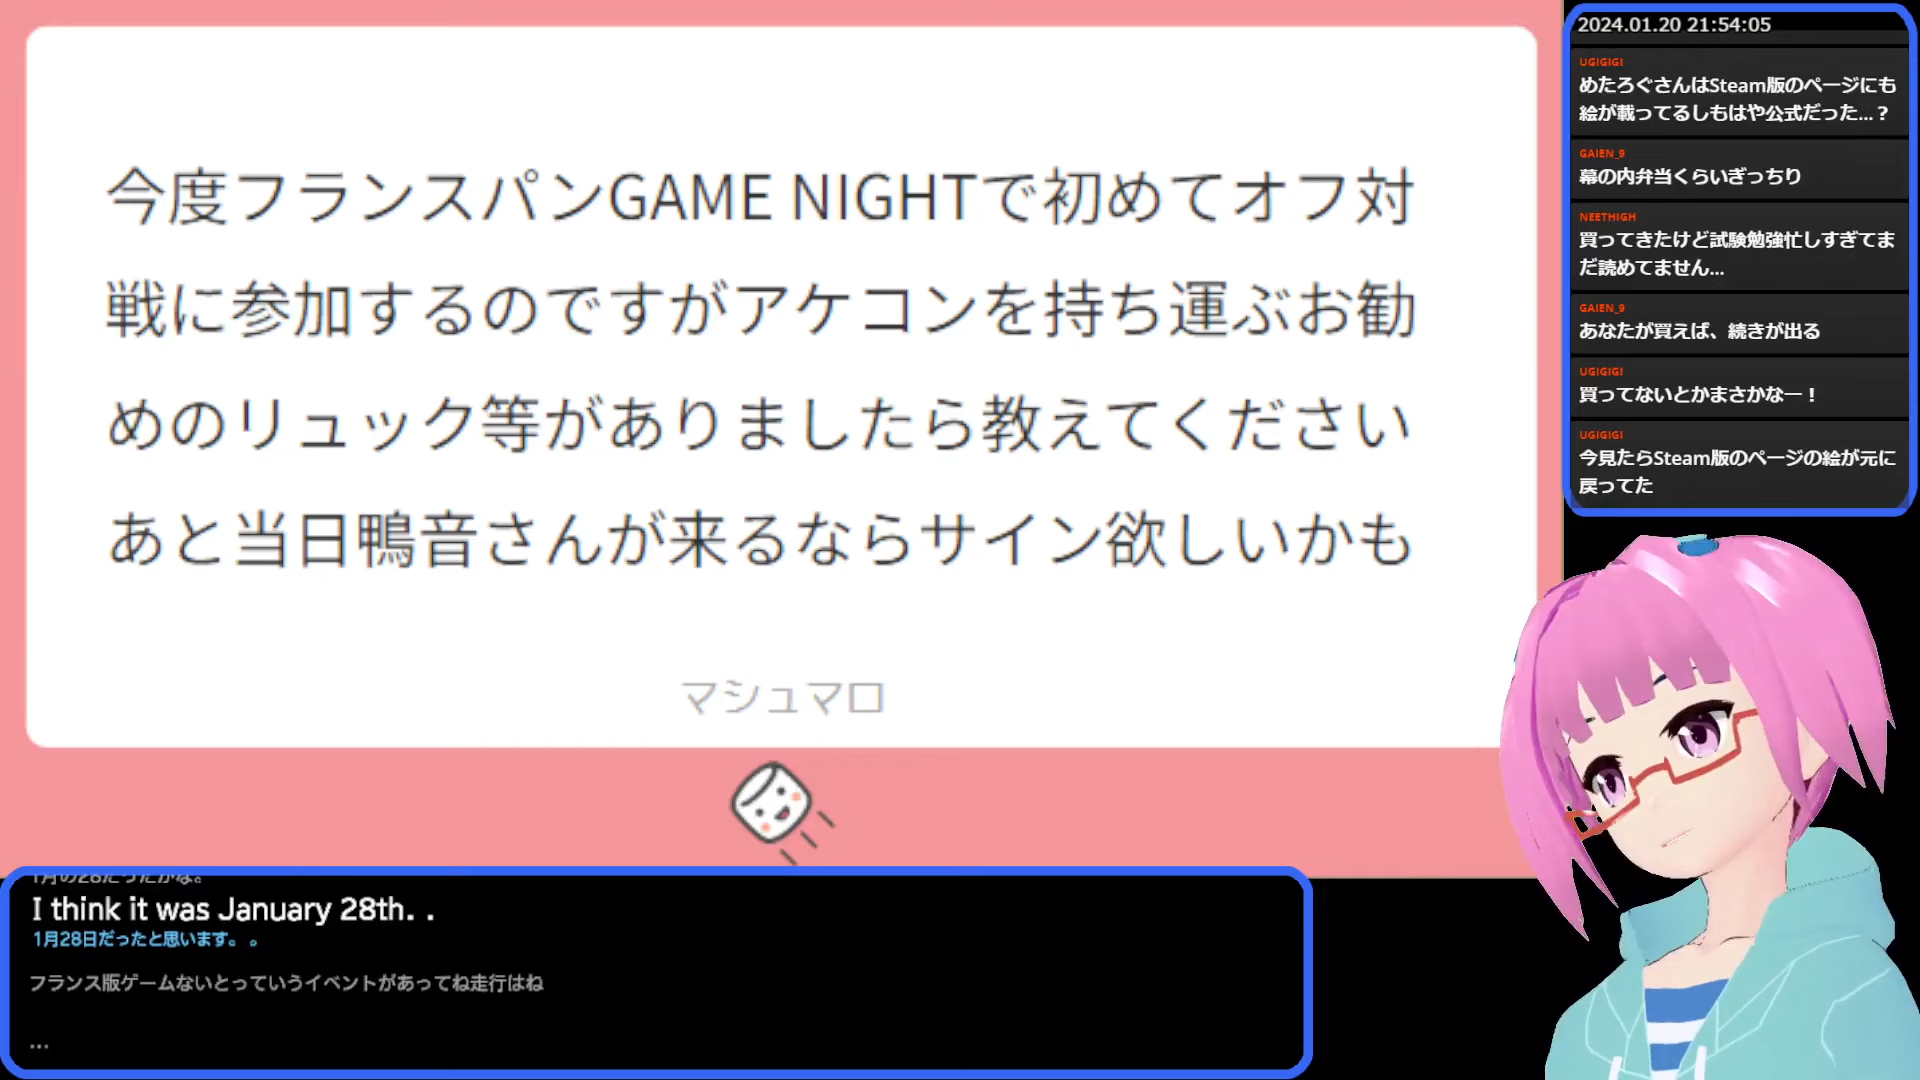 今度フランスパンGAME NIGHTで初めてオフ対
戦に参加するのですがアケコンを持ち運ぶお勧
めのリュック等がありましたら教えてください
あと当日鴨音さんが来るならサイン欲しいかも
マシュマロ
1月の28だったかな。
I think it was January 28th. .
1月28日だったと思います。 。
フランス版ゲームないとっていうイベントがあってね走行はね
...
2024.01.20 21:54:05
UGIGIGI
めたろぐさんはSteam版のページにも
絵が載ってるしもはや公式だった...？
GAIEN_9
幕の内弁当くらいぎっちり
NEETHIGH
買ってきたけど試験勉強忙しすぎてま
だ読めてません...
GAIEN_9
あなたが買えば、続きが出る
UGIGIGI
買ってないとかまさかなー！
UGIGIGI
今見たらSteam版のページの絵が元に
戻ってた